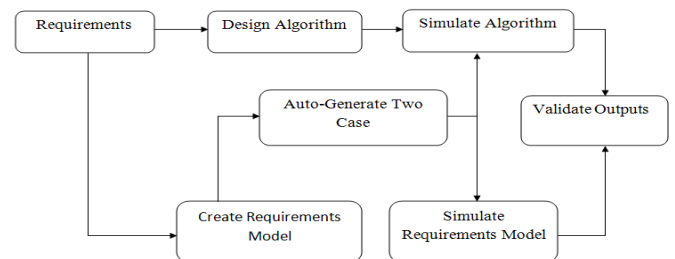 Requirements
Design Algorithm
Simulate Algorithm
Auto-Generate Two
Case
Validate Outputs
Create Requirements
Model
Simulate
Requirements Model